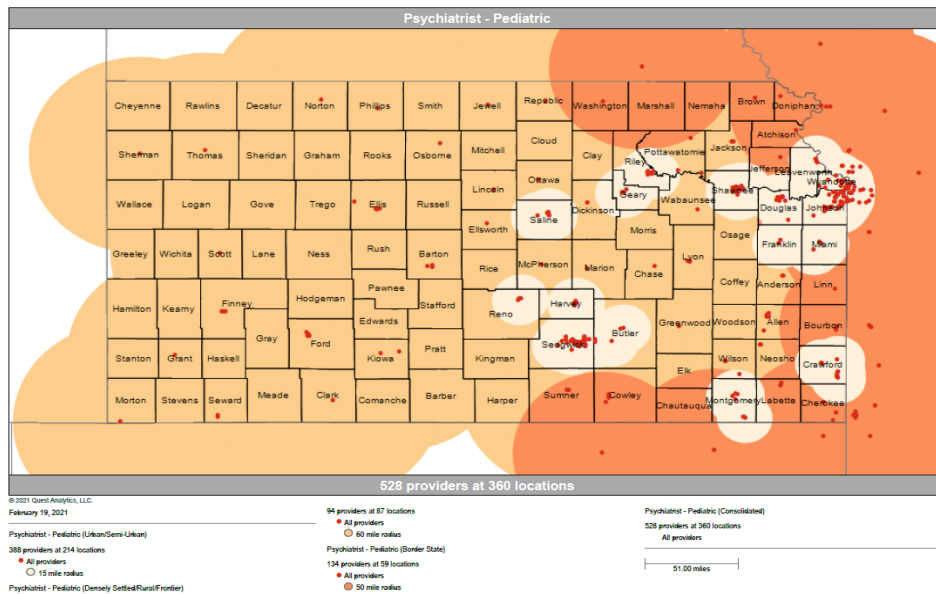 Psychiatrist - Pediatric
Cheyenne Rawlins Decatur Norton Phillips Smith Jewell Republic Washington Marshall Nemaha Brown Doniphan
Atchison
Sherman Thomas Sheridan Graham Rooks Osborne Mitchell Cloud Clay Riley Pottawatomie Jackson Jefferson Leavenworth
Wyandotte
Wallace Logan Gove Trego Ellis Russell Lincoln Ottawa Dickinson Geary Wabaunsee Shawnee Douglas Johnson
Ellsworth Saline Morris Osage Franklin Miami
Greeley Wichita Scott Lane Ness Rush Barton Rice McPherson Marion Chase Lyon
Hamilton Kearny Finney Hodgeman Pawnee Stafford Reno Harvey Coffey Anderson Linn
Gray Ford Edwards Sedgwick Butler Greenwood Woodson Allen Bourbon
Stanton Grant Haskell Kiowa Pratt Kingman Elk Wilson Neosho Crawford
Morton Stevens Seward Meade Clark Comanche Barber Harper Sumner Cowley Chautauqua Montgomery Labette Cherokee
528 providers at 360 locations
© 2021 Quest Analytics, LLC.
February 19, 2021
Psychiatrist - Pediatric (Urban/Semi-Urban)
388 providers at 214 locations
All providers
15 mile radius
Psychiatrist - Pediatric (Densely Settled/Rural/Frontier)
94 providers at 87 locations
All providers
60 mile radius
Psychiatrist - Pediatric (Border State)
134 providers at 59 locations
All providers
50 mile radius
Psychiatrist - Pediatric (Consolidated)
528 providers at 360 locations
All providers
51.00 miles